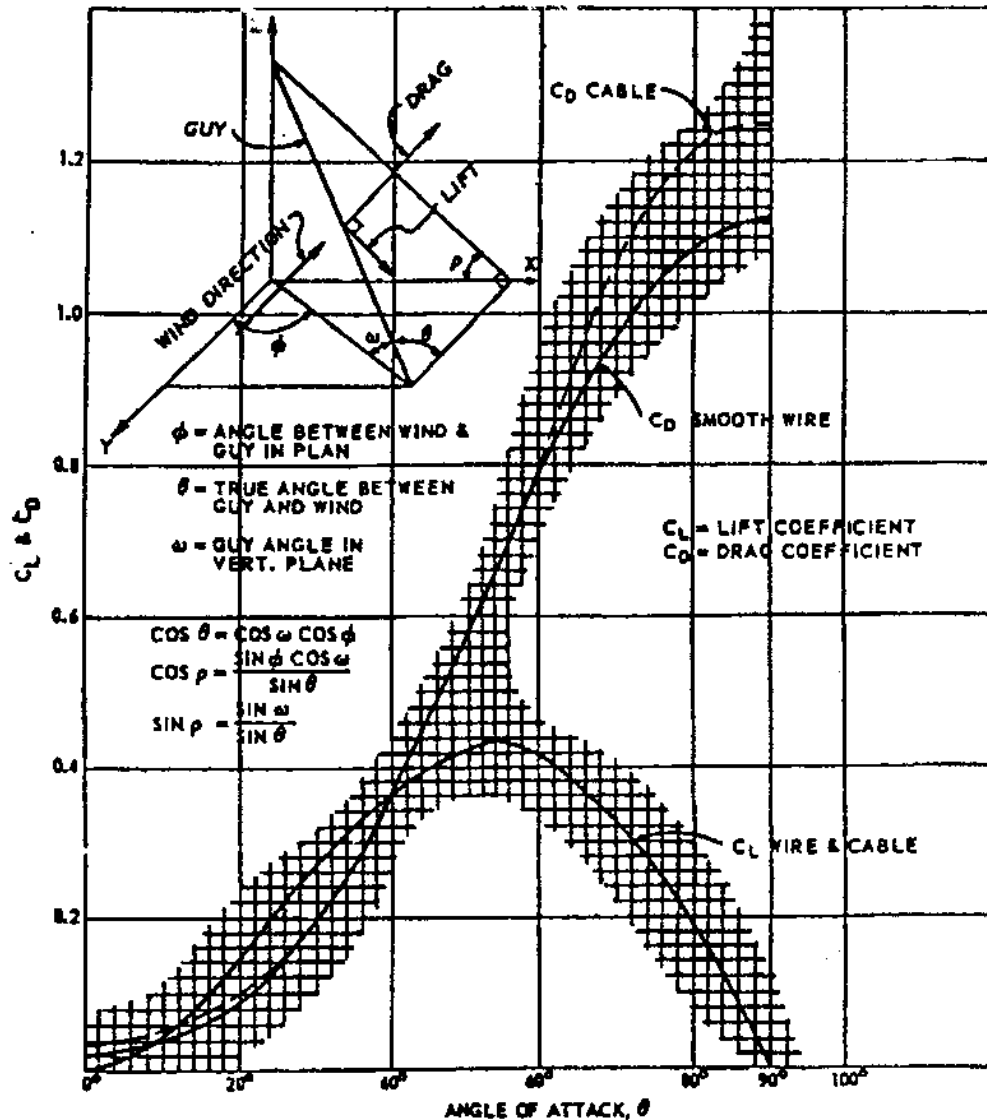 Z
DRAG
C_D CABLE
GUY
1.2
LIFT
WIND DIRECTION
ρ
X
1.0
φ
ω
θ
Y
C_D SMOOTH WIRE
φ = ANGLE BETWEEN WIND &
GUY IN PLAN
0.8
θ = TRUE ANGLE BETWEEN
GUY AND WIND
C_L = LIFT COEFFICIENT
C_D = DRAG COEFFICIENT
ω = GUY ANGLE IN
VERT. PLANE
C_L & C_D
0.6
COS θ = COS ω COS φ
COS ρ = SIN φ COS ω / SIN θ
SIN ρ = SIN ω / SIN θ
0.4
C_L WIRE & CABLE
0.2
0° 20° 40° 60° 80° 90° 100°
ANGLE OF ATTACK, θ